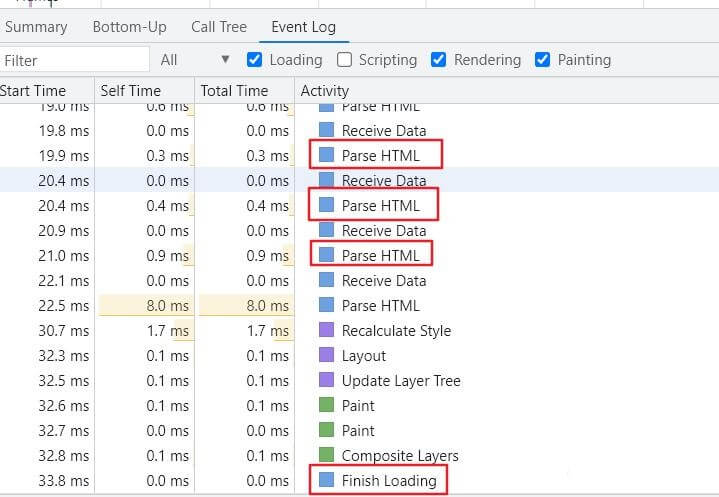 Summary Bottom-Up Call Tree Event Log
Filter All ▼ Loading Scripting Rendering Painting
Start Time Self Time Total Time Activity
19.0 ms 0.6 ms 0.6 ms Parse HTML
19.8 ms 0.0 ms 0.0 ms Receive Data
19.9 ms 0.3 ms 0.3 ms Parse HTML
20.4 ms 0.0 ms 0.0 ms Receive Data
20.4 ms 0.4 ms 0.4 ms Parse HTML
20.9 ms 0.0 ms 0.0 ms Receive Data
21.0 ms 0.9 ms 0.9 ms Parse HTML
22.1 ms 0.0 ms 0.0 ms Receive Data
22.5 ms 8.0 ms 8.0 ms Parse HTML
30.7 ms 1.7 ms 1.7 ms Recalculate Style
32.3 ms 0.1 ms 0.1 ms Layout
32.5 ms 0.1 ms 0.1 ms Update Layer Tree
32.6 ms 0.1 ms 0.1 ms Paint
32.7 ms 0.0 ms 0.0 ms Paint
32.8 ms 0.1 ms 0.1 ms Composite Layers
33.8 ms 0.0 ms 0.0 ms Finish Loading